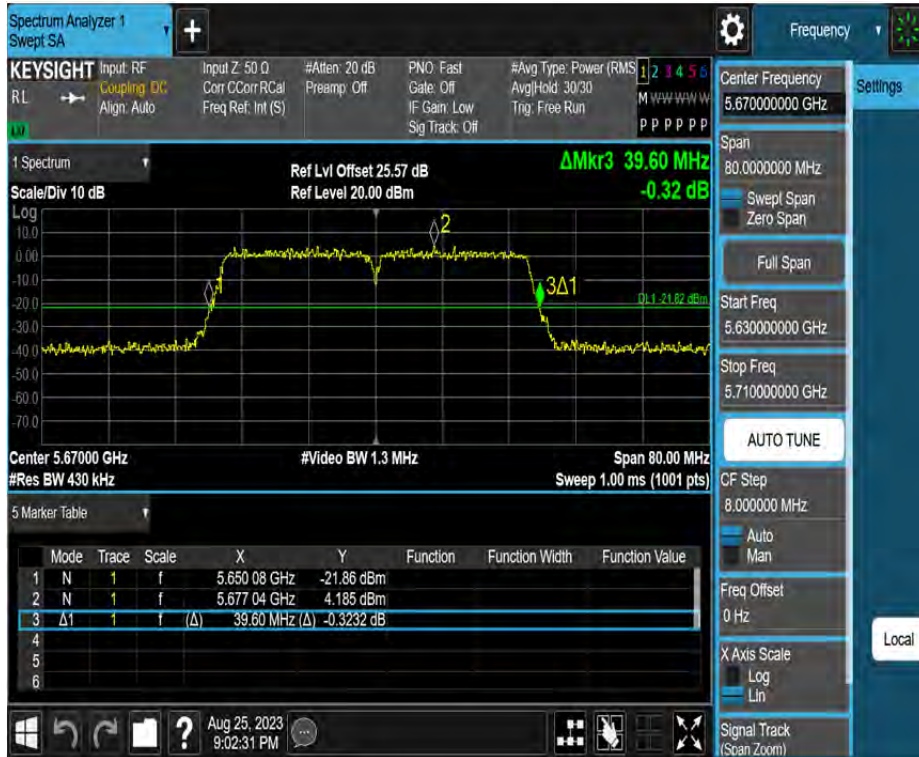 Spectrum Analyzer 1
Swept SA
+
Frequency
KEYSIGHT Input: RF Input Z: 50 Ω #Atten: 20 dB PNO: Fast #Avg Type: Power (RMS 1 2 3 4 5 6
RL Coupling: DC Corr CCorr RCal Preamp: Off Gate: Off Avg|Hold: 30/30 M W W W W W
Align: Auto Freq Ref: Int (S) IF Gain: Low Trig: Free Run
Sig Track: Off P P P P P P
LXI
1 Spectrum
Ref Lvl Offset 25.57 dB
ΔMkr3 39.60 MHz
Scale/Div 10 dB
Ref Level 20.00 dBm
-0.32 dB
Log
10.0
0.00
-10.0
-20.0
-30.0
-40.0
-50.0
-60.0
-70.0
1
2
3Δ1
DL1 -21.82 dBm
Center 5.67000 GHz #Video BW 1.3 MHz Span 80.00 MHz
#Res BW 430 kHz Sweep 1.00 ms (1001 pts)
5 Marker Table
Mode Trace Scale X Y Function Function Width Function Value
1 N 1 f 5.650 08 GHz -21.86 dBm
2 N 1 f 5.677 04 GHz 4.185 dBm
3 Δ1 1 f (Δ) 39.60 MHz (Δ) -0.3232 dB
4
5
6
?
Aug 25, 2023
9:02:31 PM
Center Frequency
5.670000000 GHz
Span
80.0000000 MHz
Swept Span
Zero Span
Full Span
Start Freq
5.630000000 GHz
Stop Freq
5.710000000 GHz
AUTO TUNE
CF Step
8.000000 MHz
Auto
Man
Freq Offset
0 Hz
X Axis Scale
Log
Lin
Signal Track
(Span Zoom)
Settings
Local